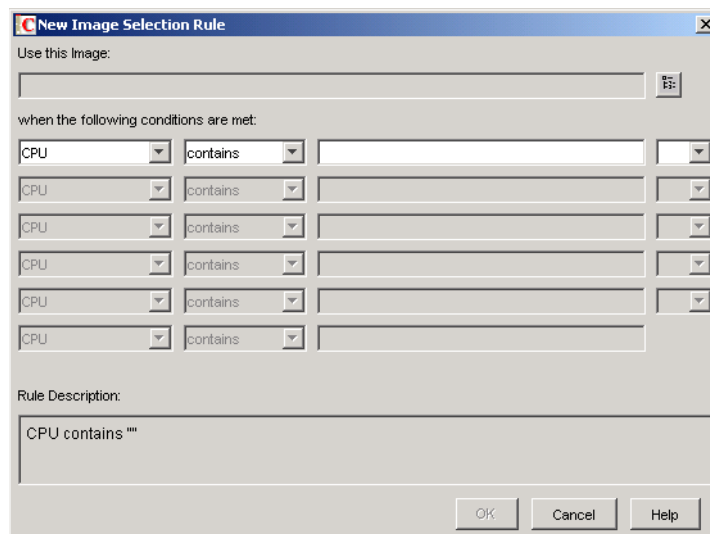 New Image Selection Rule
Use this Image:
when the following conditions are met:
CPU contains
CPU contains
CPU contains
CPU contains
CPU contains
CPU contains
Rule Description:
CPU contains ""
OK Cancel Help